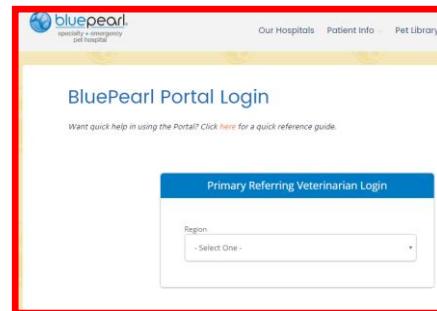 bluepearl.
specialty + emergency
pet hospital
Our Hospitals Patient Info Pet Library
BluePearl Portal Login
Want quick help in using the Portal? Click here for a quick reference guide.
Primary Referring Veterinarian Login
Region
- Select One -